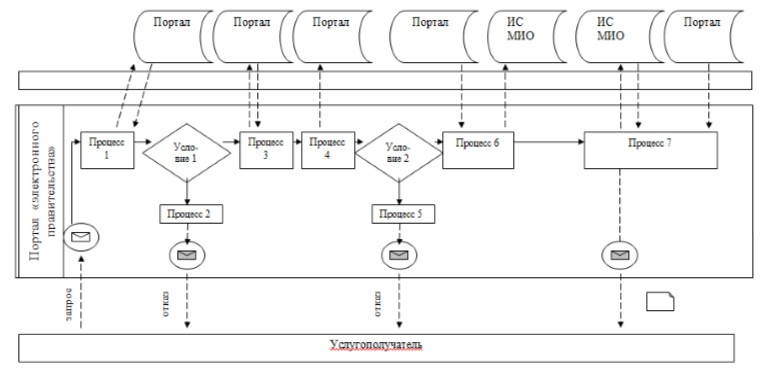 Портал
Портал
Портал
Портал
ИС
МИО
ИС
МИО
Портал
Портал «электронного
правительства»
Процесс
1
Усло-
вие 1
Процесс
3
Процесс
4
Усло-
вие 2
Процесс 6
Процесс 7
Процесс 2
Процесс 5
запрос
отказ
отказ
Услугополучатель